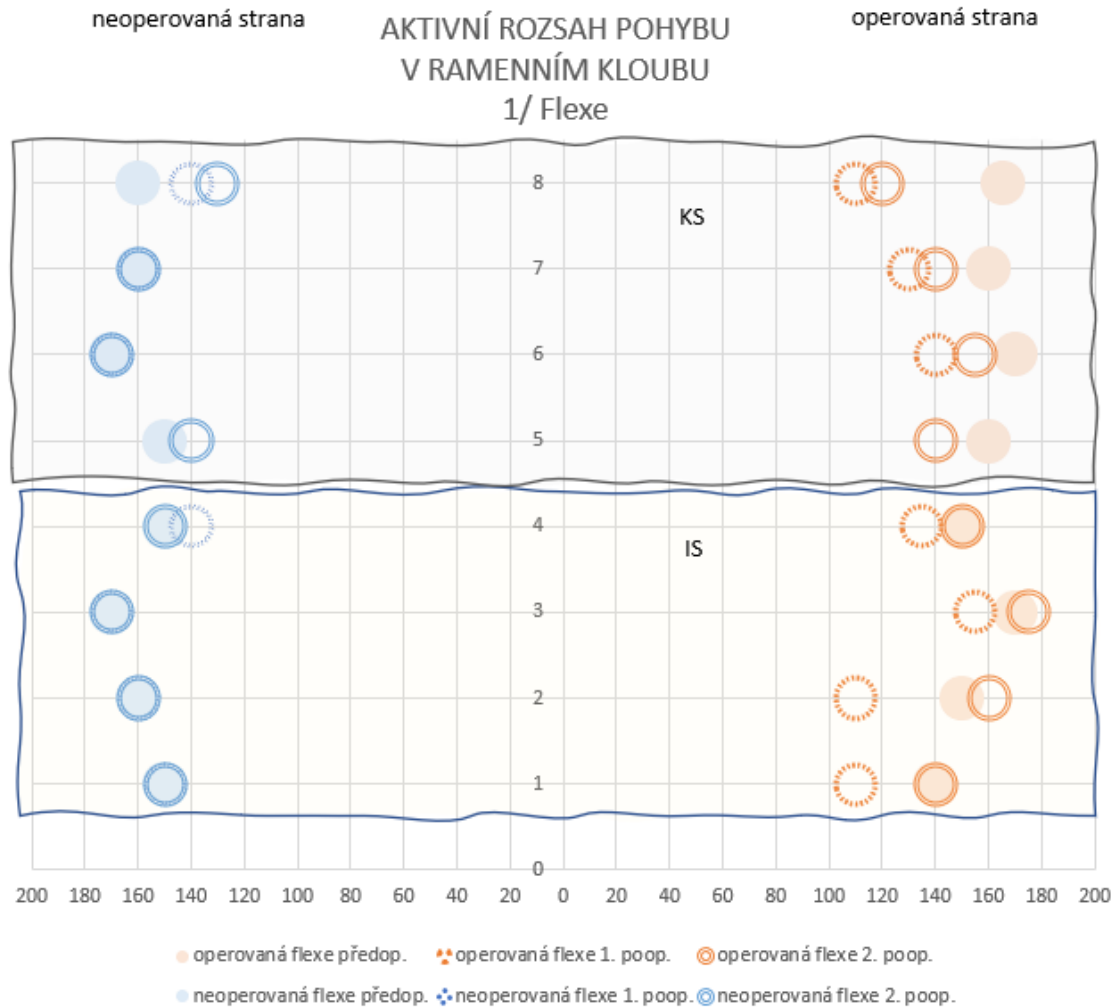 neoperovaná strana
operovaná strana
AKTIVNÍ ROZSAH POHYBU
V RAMENNÍM KLOUBU
1/ Flexe
8
KS
7
6
5
4
IS
3
2
1
0
200 180 160 140 120 100 80 60 40 20 0 20 40 60 80 100 120 140 160 180 200
operovaná flexe předop. operovaná flexe 1. poop. operovaná flexe 2. poop.
neoperovaná flexe předop. neoperovaná flexe 1. poop. neoperovaná flexe 2. poop.